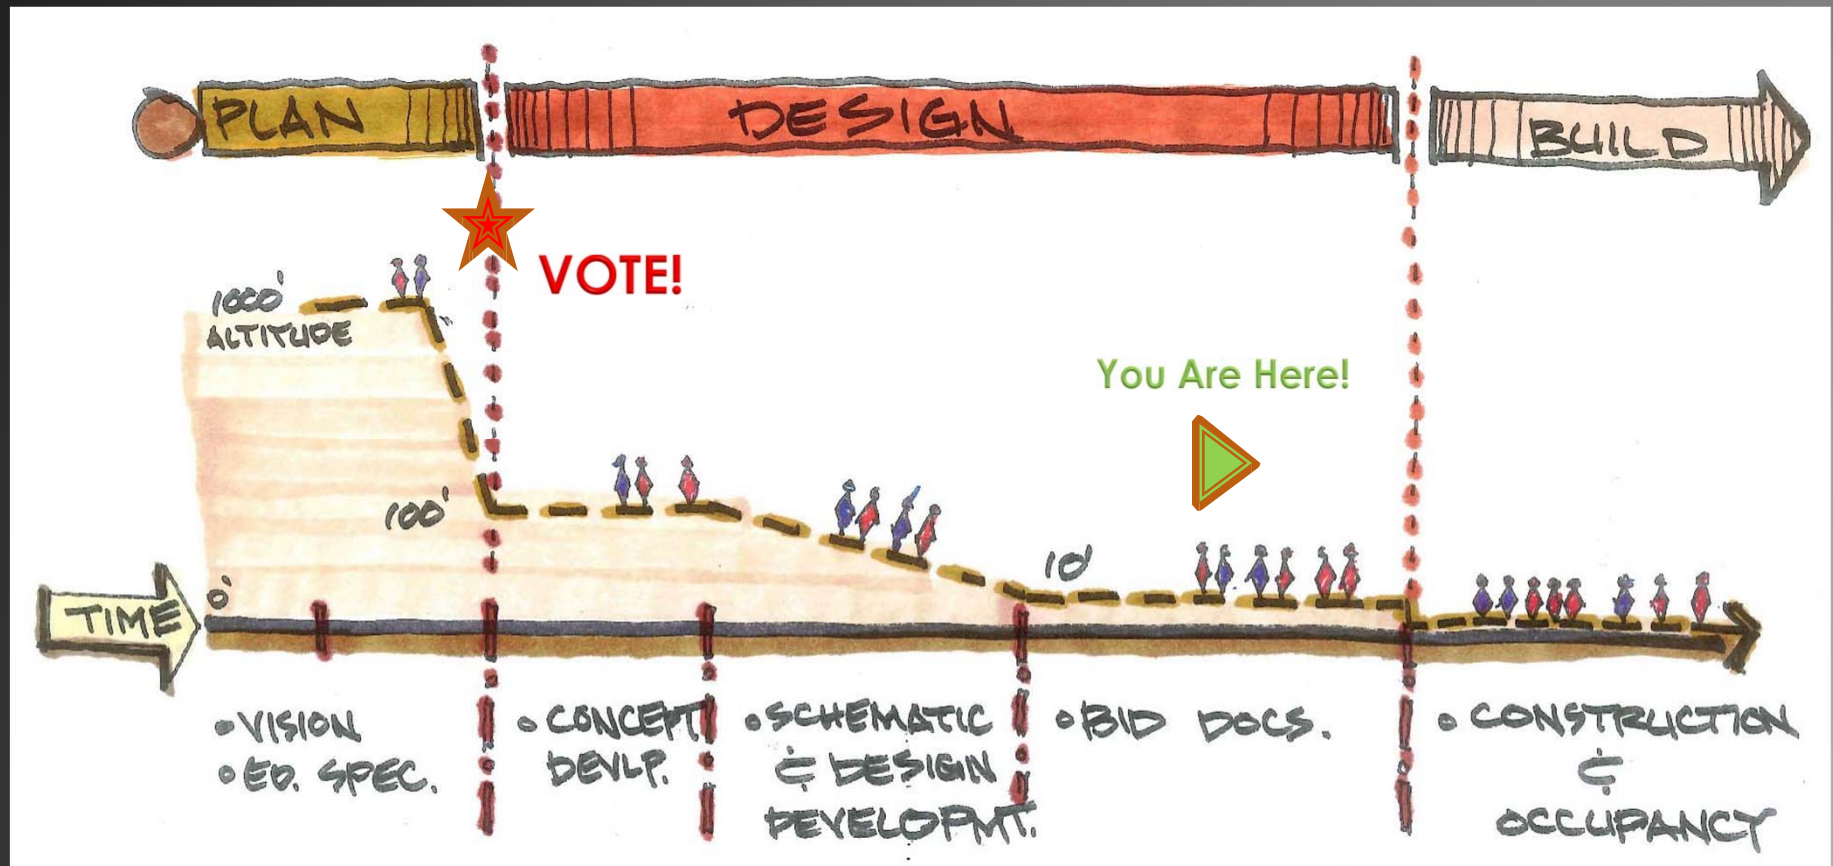 PLAN
DESIGN
BUILD
VOTE!
1000'
ALTITUDE
You Are Here!
100'
10'
0'
TIME
• VISION
• ED. SPEC.
• CONCEPT
DEVLP.
• SCHEMATIC
& DESIGN
DEVELOPMT.
• BID DOCS.
• CONSTRUCTION
&
OCCUPANCY